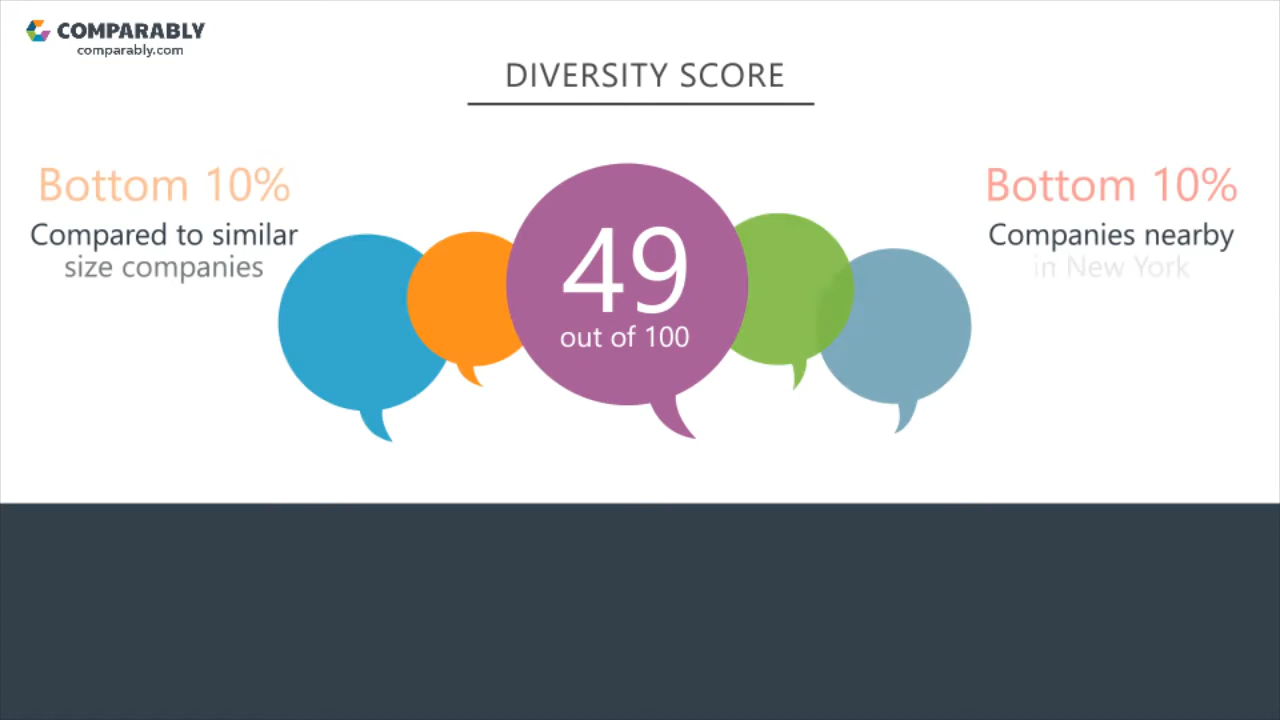 COMPARABLY
comparably.com
DIVERSITY SCORE
Bottom 10%
Compared to similar
size companies
49
out of 100
Bottom 10%
Companies nearby
in New York